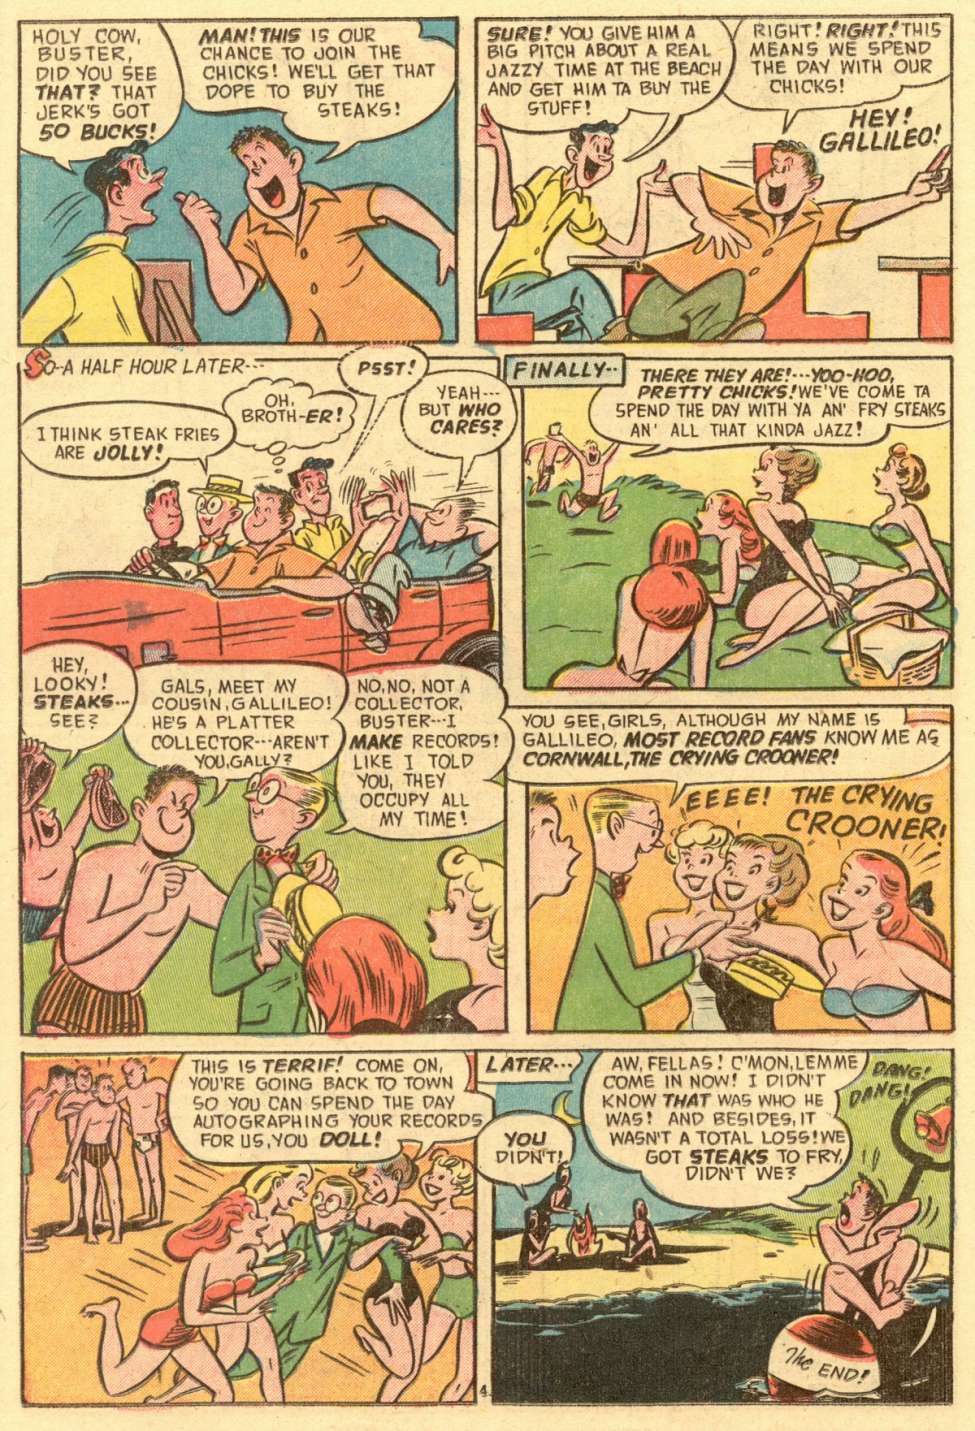 HOLY COW,
BUSTER,
DID YOU SEE
THAT? THAT
JERK'S GOT
50 BUCKS!
MAN! THIS IS OUR
CHANCE TO JOIN THE
CHICKS! WE'LL GET THAT
DOPE TO BUY THE
STEAKS!
SURE! YOU GIVE HIM A
BIG PITCH ABOUT A REAL
JAZZY TIME AT THE BEACH
AND GET HIM TA BUY THE
STUFF!
RIGHT! RIGHT! THIS
MEANS WE SPEND
THE DAY WITH OUR
CHICKS!
HEY!
GALLILEO!
SO-A HALF HOUR LATER---
I THINK STEAK FRIES
ARE JOLLY!
OH,
BROTH-ER!
PSST!
YEAH---
BUT WHO
CARES?
FINALLY--
THERE THEY ARE!---YOO-HOO,
PRETTY CHICKS! WE'VE COME TA
SPEND THE DAY WITH YA AN' FRY STEAKS
AN' ALL THAT KINDA JAZZ!
HEY,
LOOKY!
STEAKS---
SEE?
GALS, MEET MY
COUSIN, GALLILEO!
HE'S A PLATTER
COLLECTOR---AREN'T
YOU, GALLY?
NO, NO, NOT A
COLLECTOR,
BUSTER---I
MAKE RECORDS!
LIKE I TOLD
YOU, THEY
OCCUPY ALL
MY TIME!
YOU SEE, GIRLS, ALTHOUGH MY NAME IS
GALLILEO, MOST RECORD FANS KNOW ME AS
CORNWALL, THE CRYING CROONER!
EEEE! THE CRYING
CROONER!
THIS IS TERRIF! COME ON,
YOU'RE GOING BACK TO TOWN
SO YOU CAN SPEND THE DAY
AUTOGRAPHING YOUR RECORDS
FOR US, YOU DOLL!
LATER---
YOU
DIDN'T!
AW, FELLAS! C'MON, LEMME
COME IN NOW! I DIDN'T
KNOW THAT WAS WHO HE
WAS! AND BESIDES, IT
WASN'T A TOTAL LOSS! WE
GOT STEAKS TO FRY,
DIDN'T WE?
DANG!
DANG!
The END!
4.